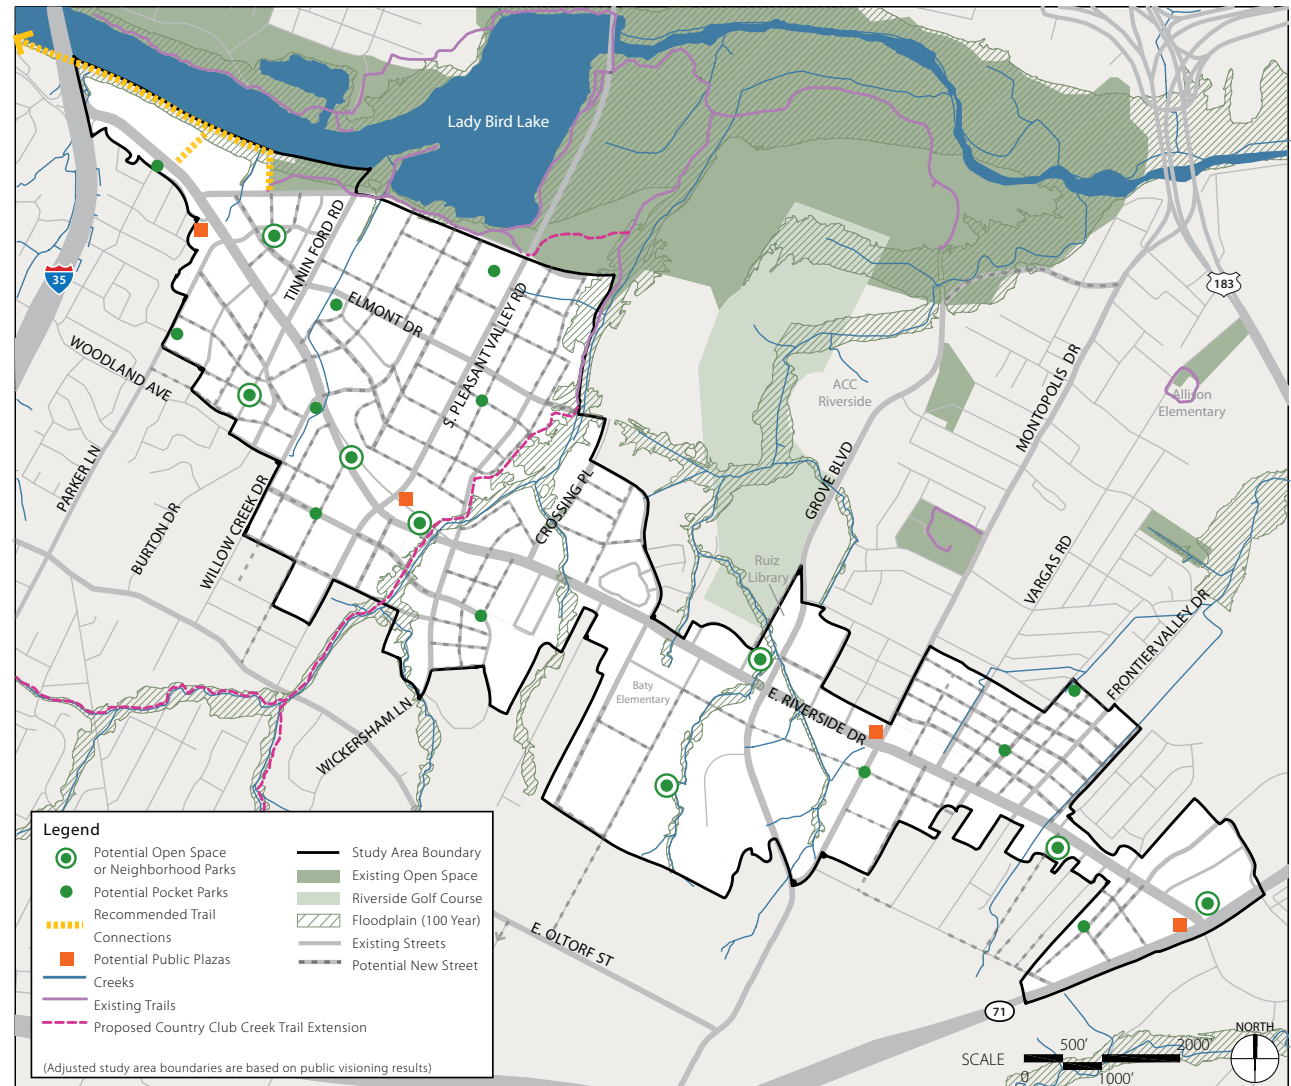 Lady Bird Lake
35
183
TINNIN FORD RD
ELMONT DR
S. PLEASANT VALLEY RD
WOODLAND AVE
PARKER LN
BURTON DR
WILLOW CREEK DR
CROSSING PL
WICKERSHAM LN
ACC
Riverside
GROVE BLVD
MONTOPOLIS DR
Allison
Elementary
Ruiz
Library
VARGAS RD
FRONTIER VALLEY DR
Baty
Elementary
E. RIVERSIDE DR
E. OLTORF ST
71
Legend
Potential Open Space
or Neighborhood Parks
Potential Pocket Parks
Recommended Trail
Connections
Potential Public Plazas
Creeks
Existing Trails
Proposed Country Club Creek Trail Extension
Study Area Boundary
Existing Open Space
Riverside Golf Course
Floodplain (100 Year)
Existing Streets
Potential New Street
(Adjusted study area boundaries are based on public visioning results)
SCALE
0
500'
1000'
2000'
NORTH